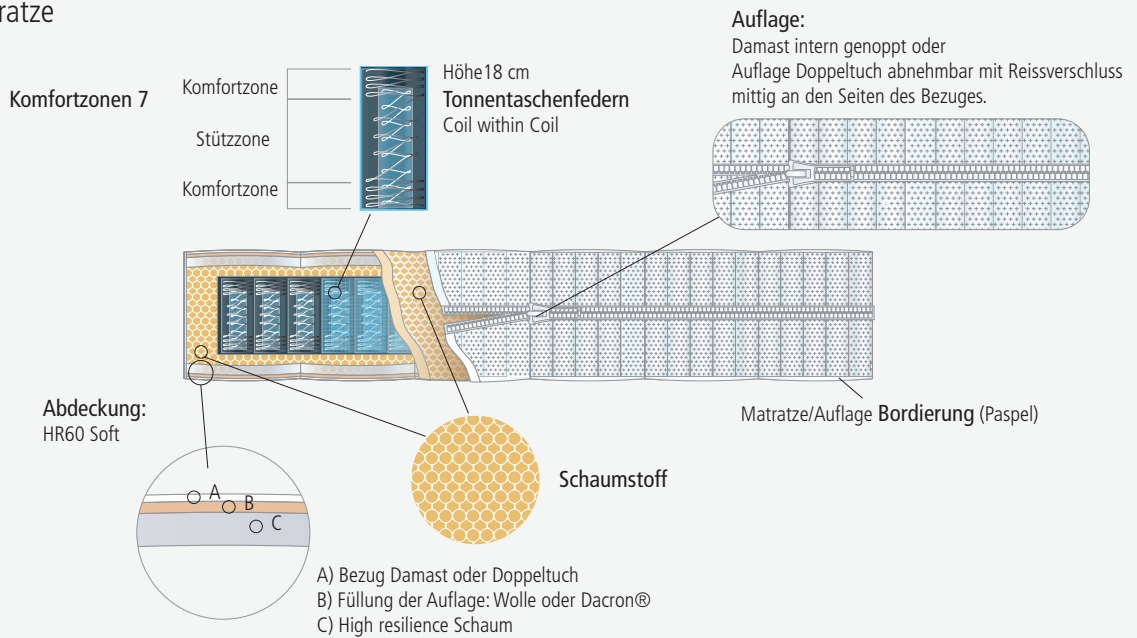 ratze
Komfortzonen 7
Komfortzone
Stützzone
Komfortzone
Höhe18 cm
Tonnentaschenfedern
Coil within Coil
Auflage:
Damast intern genoppt oder
Auflage Doppeltuch abnehmbar mit Reissverschluss
mittig an den Seiten des Bezuges.
Abdeckung:
HR60 Soft
Matratze/Auflage Bordierung (Paspel)
Schaumstoff
A
B
C
A) Bezug Damast oder Doppeltuch
B) Füllung der Auflage: Wolle oder Dacron®
C) High resilience Schaum